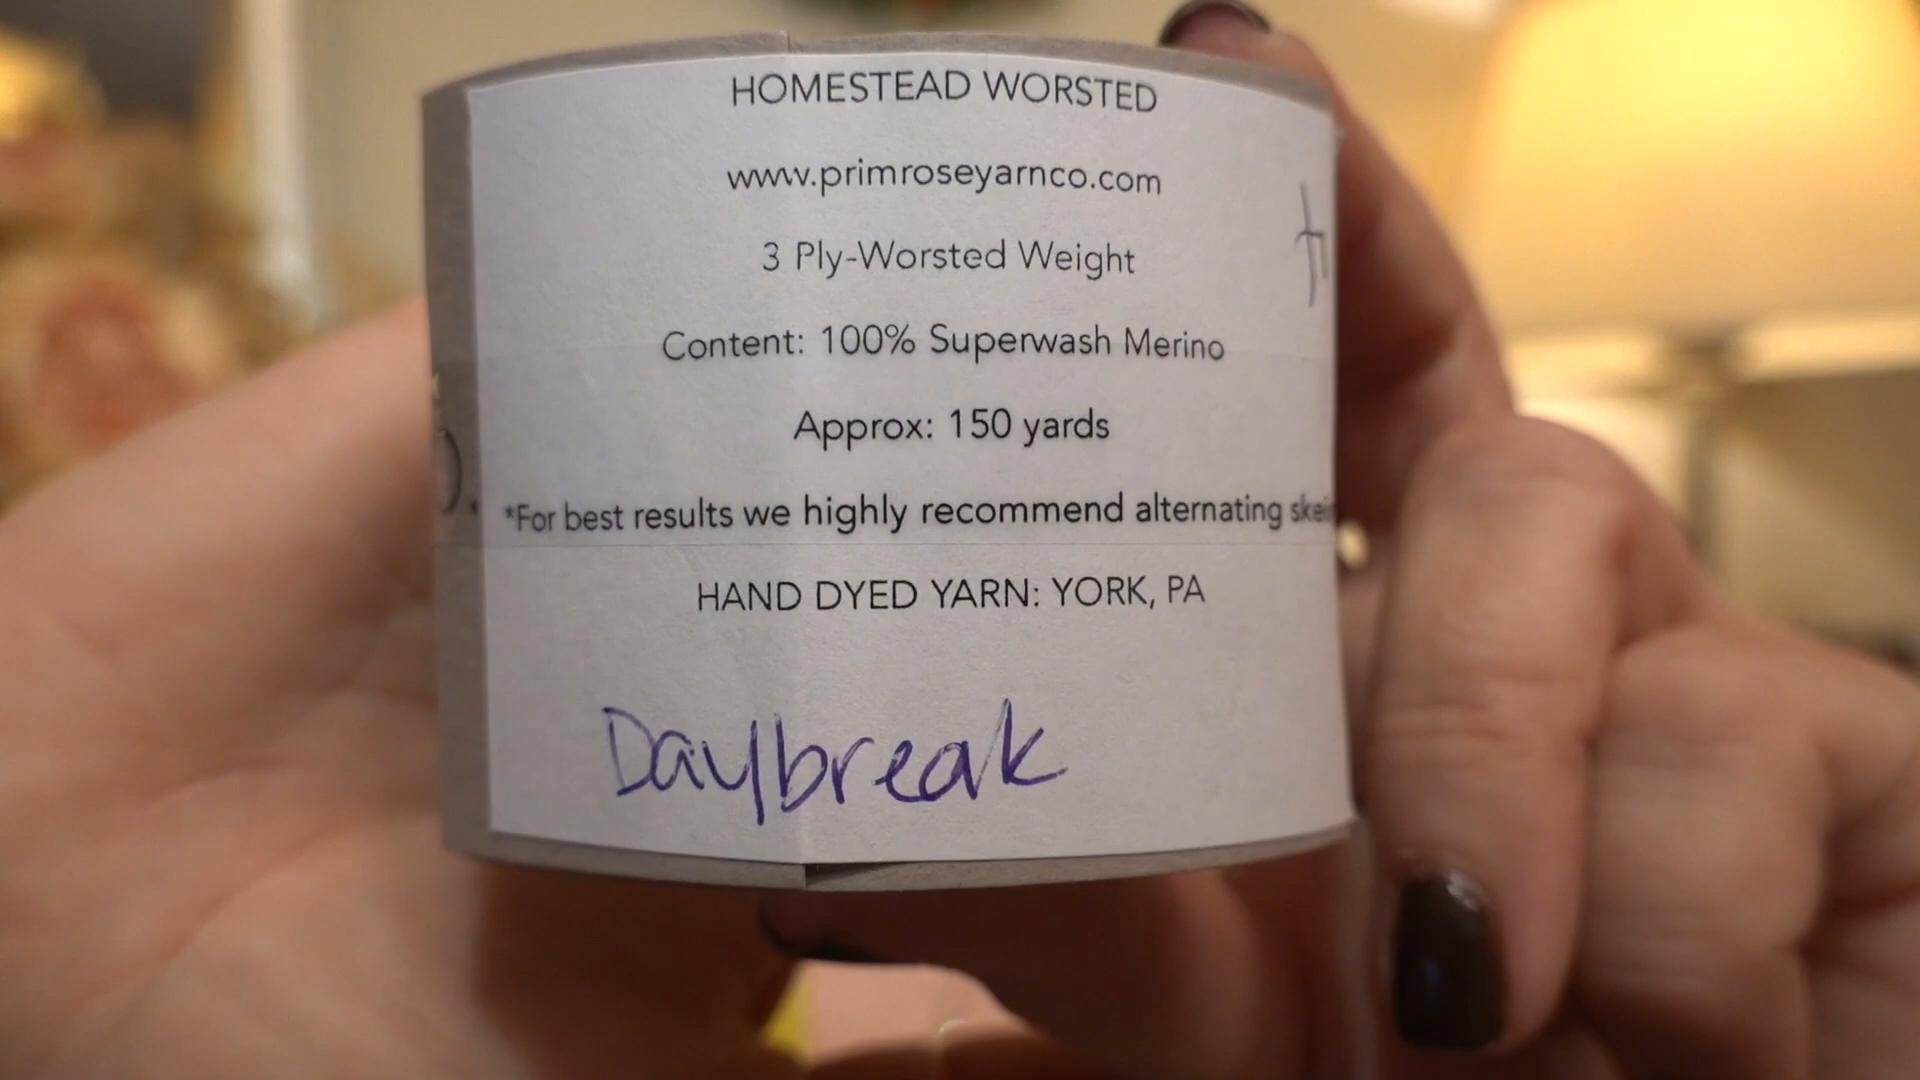 HOMESTEAD WORSTED
www.primroseyarnco.com
3 Ply-Worsted Weight
Content: 100% Superwash Merino
Approx: 150 yards
*For best results we highly recommend alternating
HAND DYED YARN: YORK, PA
Daybreak